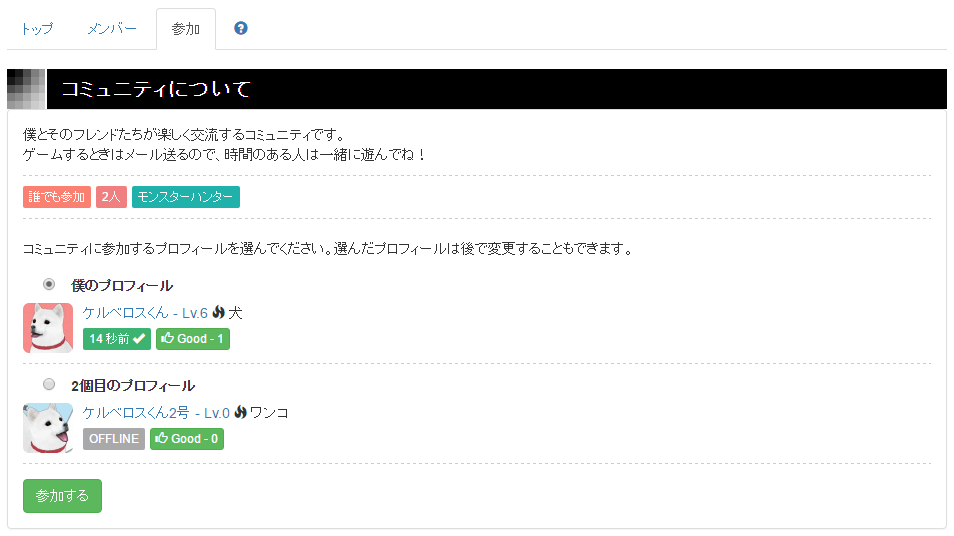 トップ メンバー 参加
コミュニティについて
僕とそのフレンドたちが楽しく交流するコミュニティです。
ゲームするときはメール送るので、時間のある人は一緒に遊んでね！
誰でも参加 2人 モンスターハンター
コミュニティに参加するプロフィールを選んでください。選んだプロフィールは後で変更することもできます。
僕のプロフィール
ケルベロスくん - Lv.6 犬
14 秒前 Good - 1
2個目のプロフィール
ケルベロスくん2号 - Lv.0 ワンコ
OFFLINE Good - 0
参加する